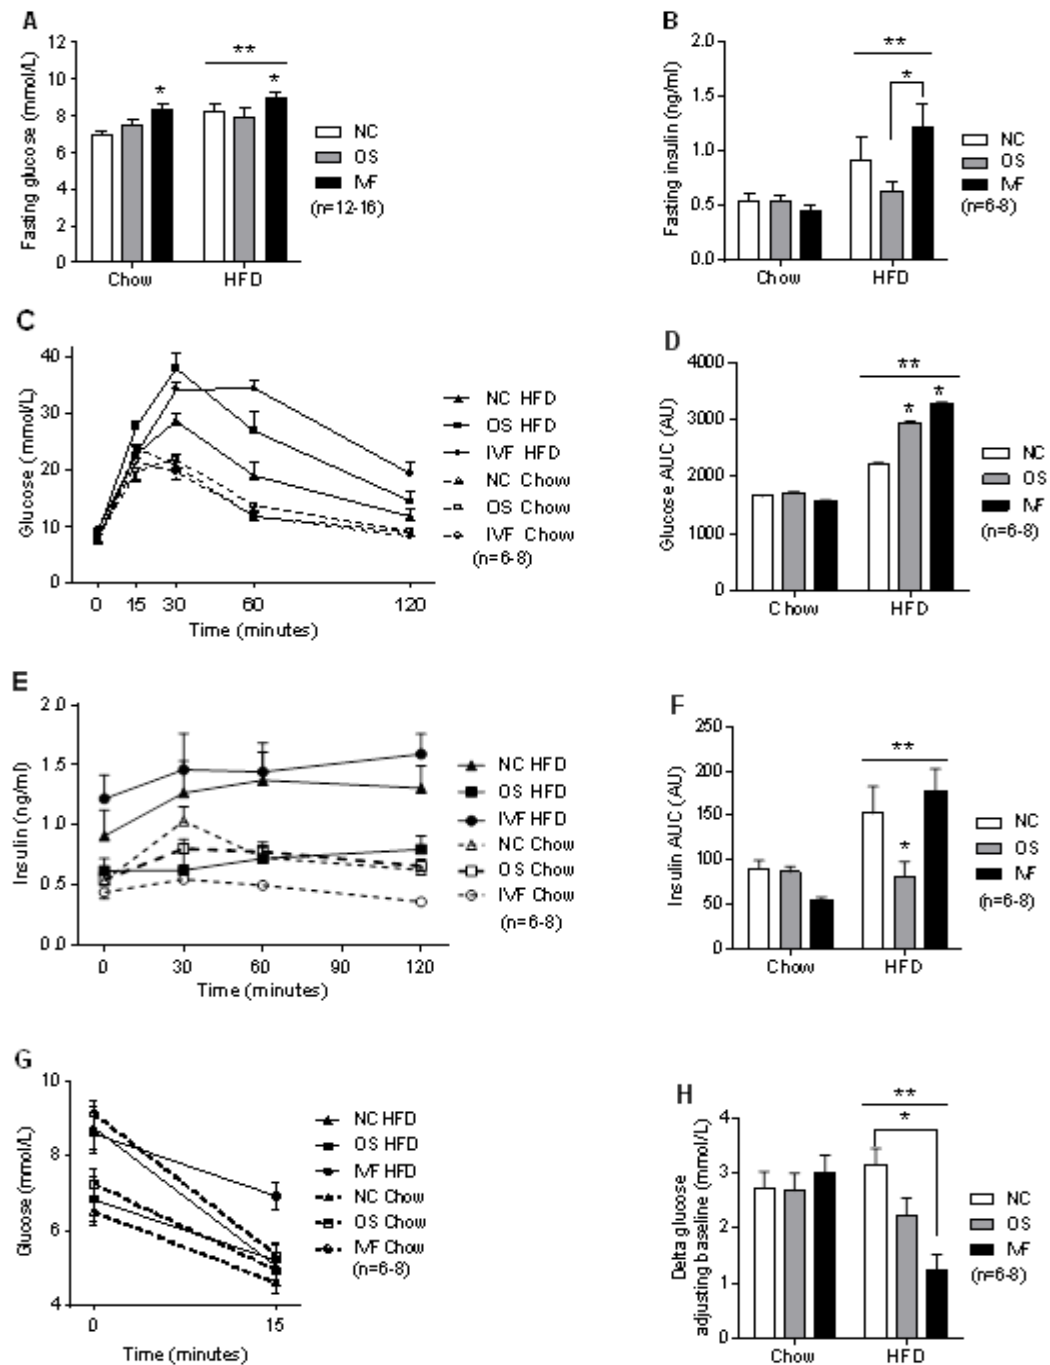 A
Fasting glucose (mmol/L)
12
10
8
6
4
2
0
*
**
*
Chow HFD
NC
OS
IVF
(n=12-16)
B
Fasting insulin (ng/ml)
2.0
1.5
1.0
0.5
0.0
**
*
Chow HFD
NC
OS
IVF
(n=6-8)
C
Glucose (mmol/L)
40
30
20
10
0
0 15 30 60 120
Time (minutes)
NC HFD
OS HFD
IVF HFD
NC Chow
OS Chow
IVF Chow
(n=6-8)
D
Glucose AUC (AU)
4000
3000
2000
1000
0
**
* *
Chow HFD
NC
OS
IVF
(n=6-8)
E
Insulin (ng/ml)
2.0
1.5
1.0
0.5
0.0
0 30 60 90 120
Time (minutes)
NC HFD
OS HFD
IVF HFD
NC Chow
OS Chow
IVF Chow
(n=6-8)
F
Insulin AUC (AU)
250
200
150
100
50
0
**
*
Chow HFD
NC
OS
IVF
(n=6-8)
G
Glucose (mmol/L)
10
8
6
4
0 15
Time (minutes)
NC HFD
OS HFD
IVF HFD
NC Chow
OS Chow
IVF Chow
(n=6-8)
H
Delta glucose
adjusting baseline (mmol/L)
4
3
2
1
0
**
*
Chow HFD
NC
OS
IVF
(n=6-8)